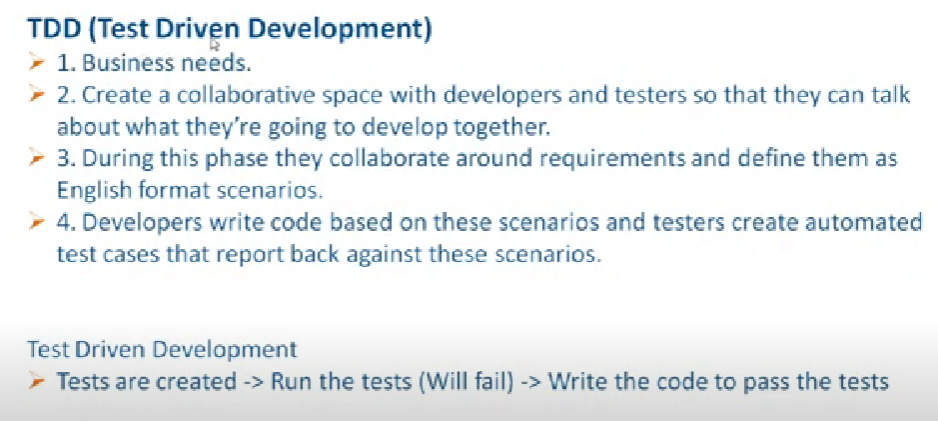 TDD (Test Driven Development)
➤ 1. Business needs.
➤ 2. Create a collaborative space with developers and testers so that they can talk
about what they're going to develop together.
➤ 3. During this phase they collaborate around requirements and define them as
English format scenarios.
➤ 4. Developers write code based on these scenarios and testers create automated
test cases that report back against these scenarios.
Test Driven Development
➤ Tests are created -> Run the tests (Will fail) -> Write the code to pass the tests